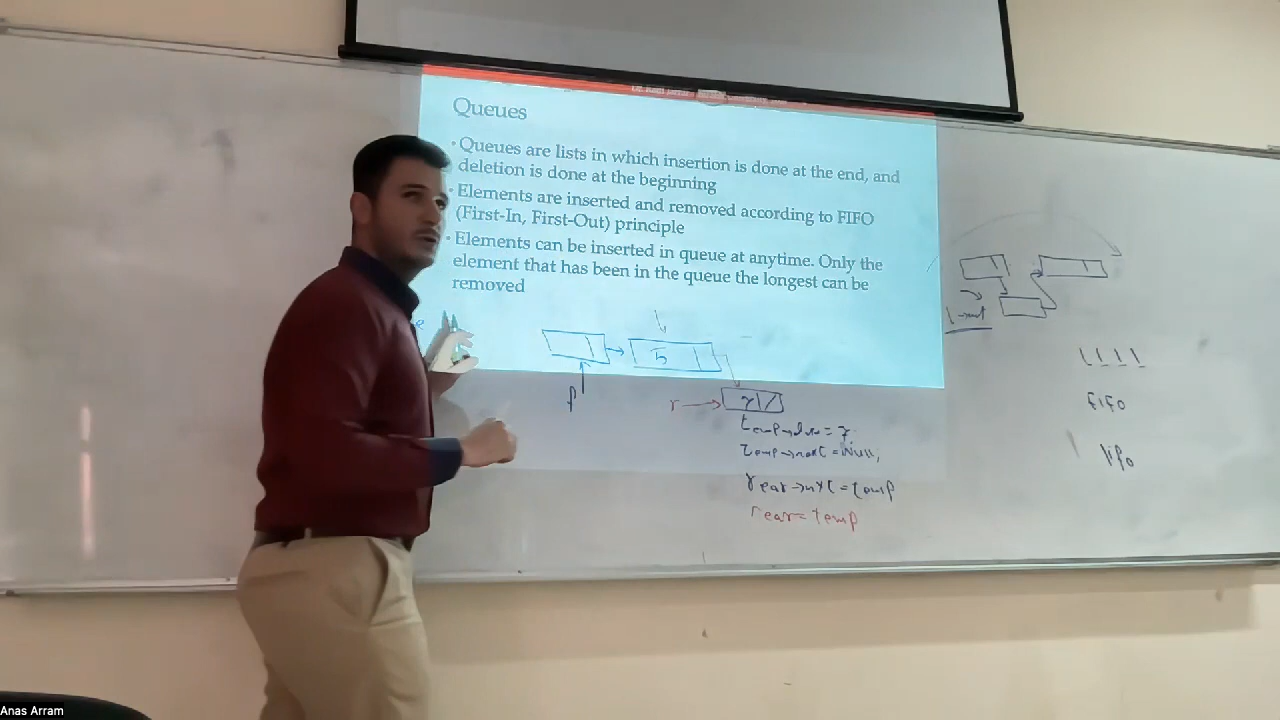 Queues
• Queues are lists in which insertion is done at the end, and
deletion is done at the beginning
• Elements are inserted and removed according to FIFO
(First-In, First-Out) principle
• Elements can be inserted in queue at anytime. Only the
element that has been in the queue the longest can be
removed
5
f
r
temp→next = Null,
rear→nxt = temp
rear = temp
FIFO
lifo
Anas Arram